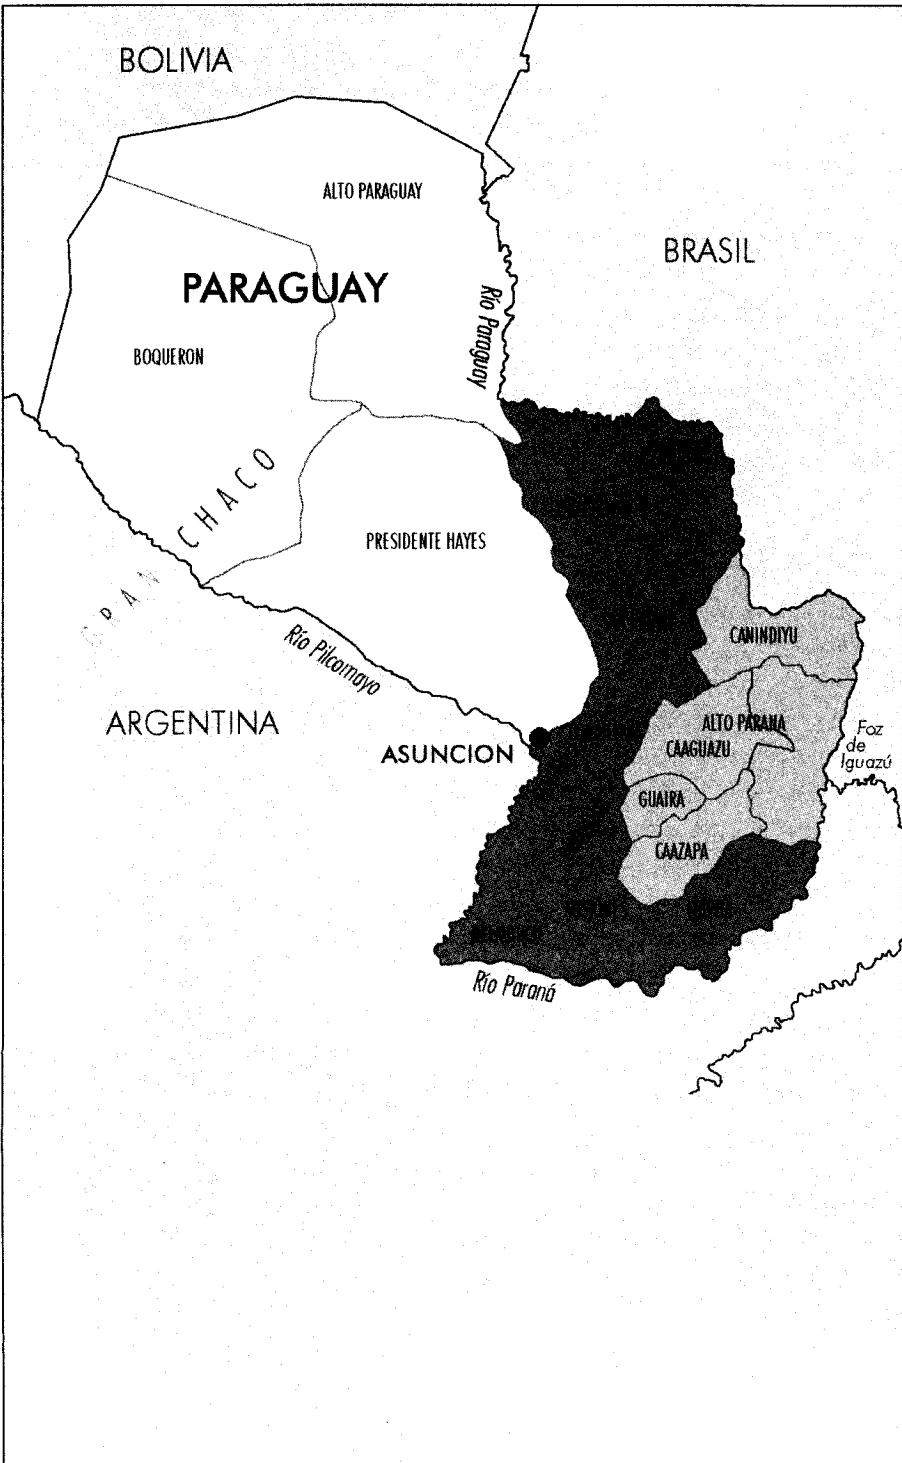 BOLIVIA
ALTO PARAGUAY
BRASIL
PARAGUAY
Río Paraguay
BOQUERON
GRAN CHACO
PRESIDENTE HAYES
CANINDIYU
Río Pilcomayo
ARGENTINA
ALTO PARANA
Foz
de
Iguazú
CAAGUAZU
ASUNCION
GUAIRA
CAAZAPA
Río Paraná